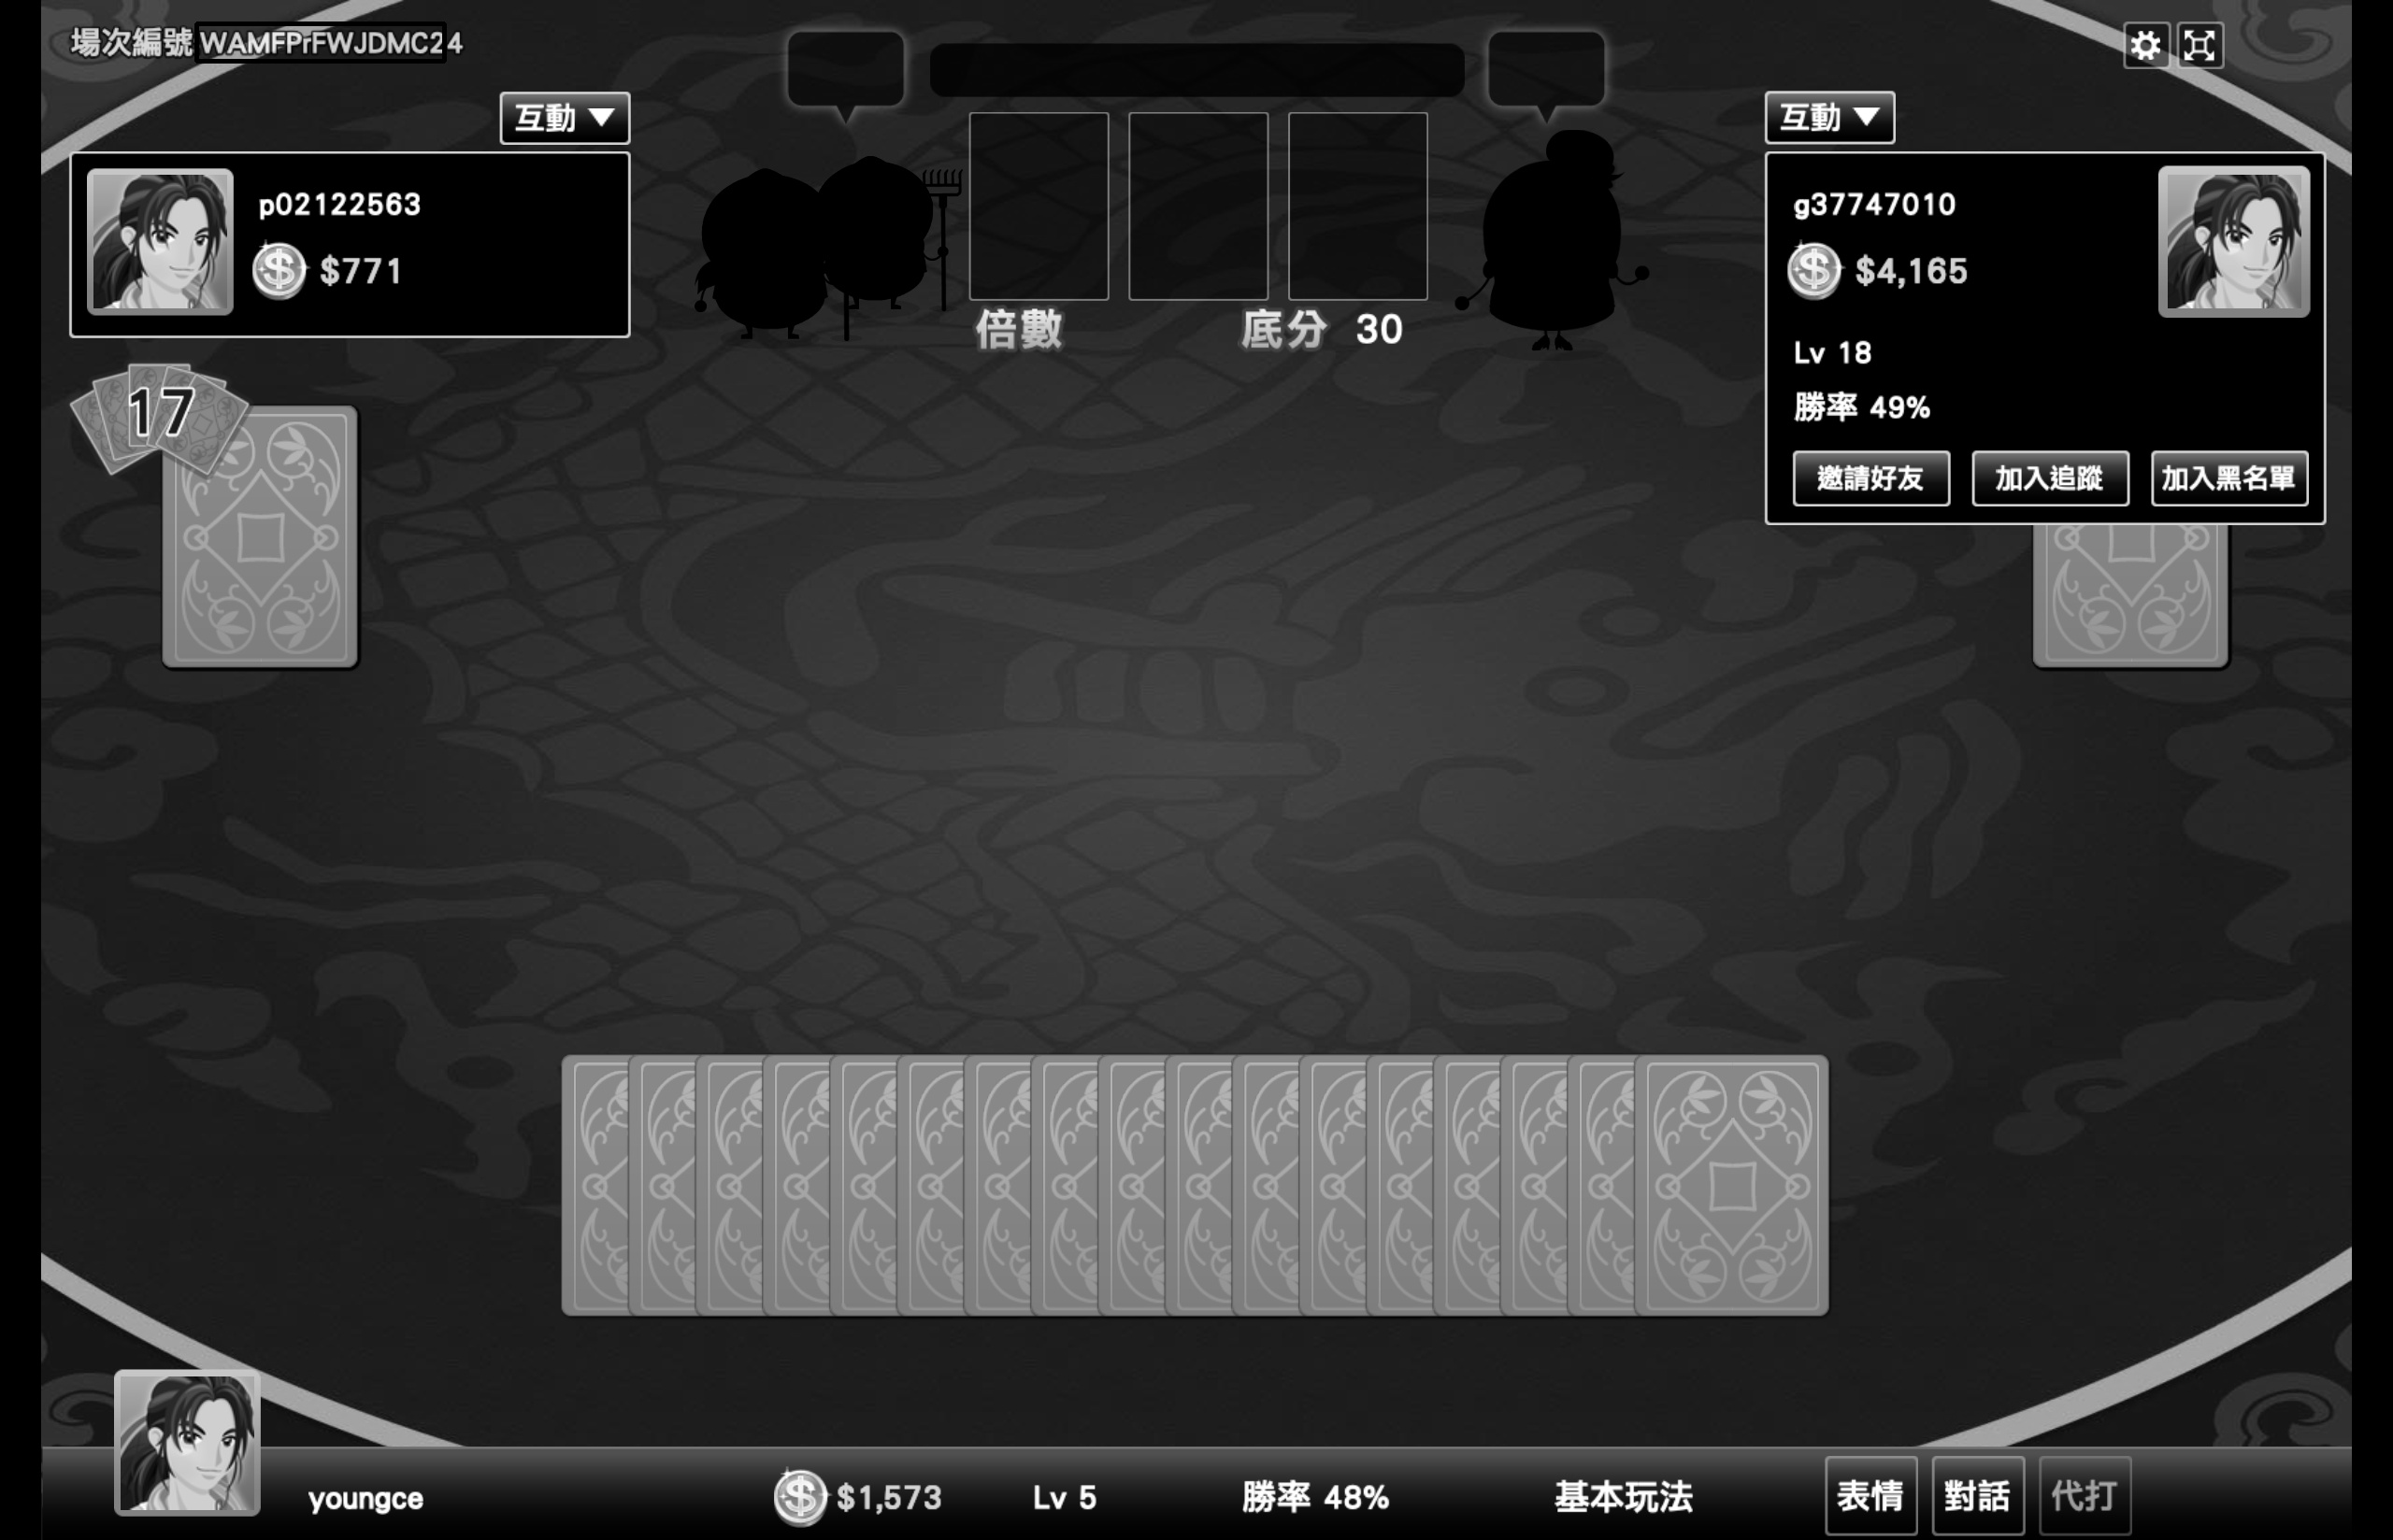 場次編號 WAMFPrFWJDMC24
互動 ▼
互動 ▼
p02122563
$771
g37747010
$4,165
Lv 18
勝率 49%
邀請好友 加入追蹤 加入黑名單
倍數 底分 30
17
youngce $1,573 Lv 5 勝率 48% 基本玩法 表情 對話 代打